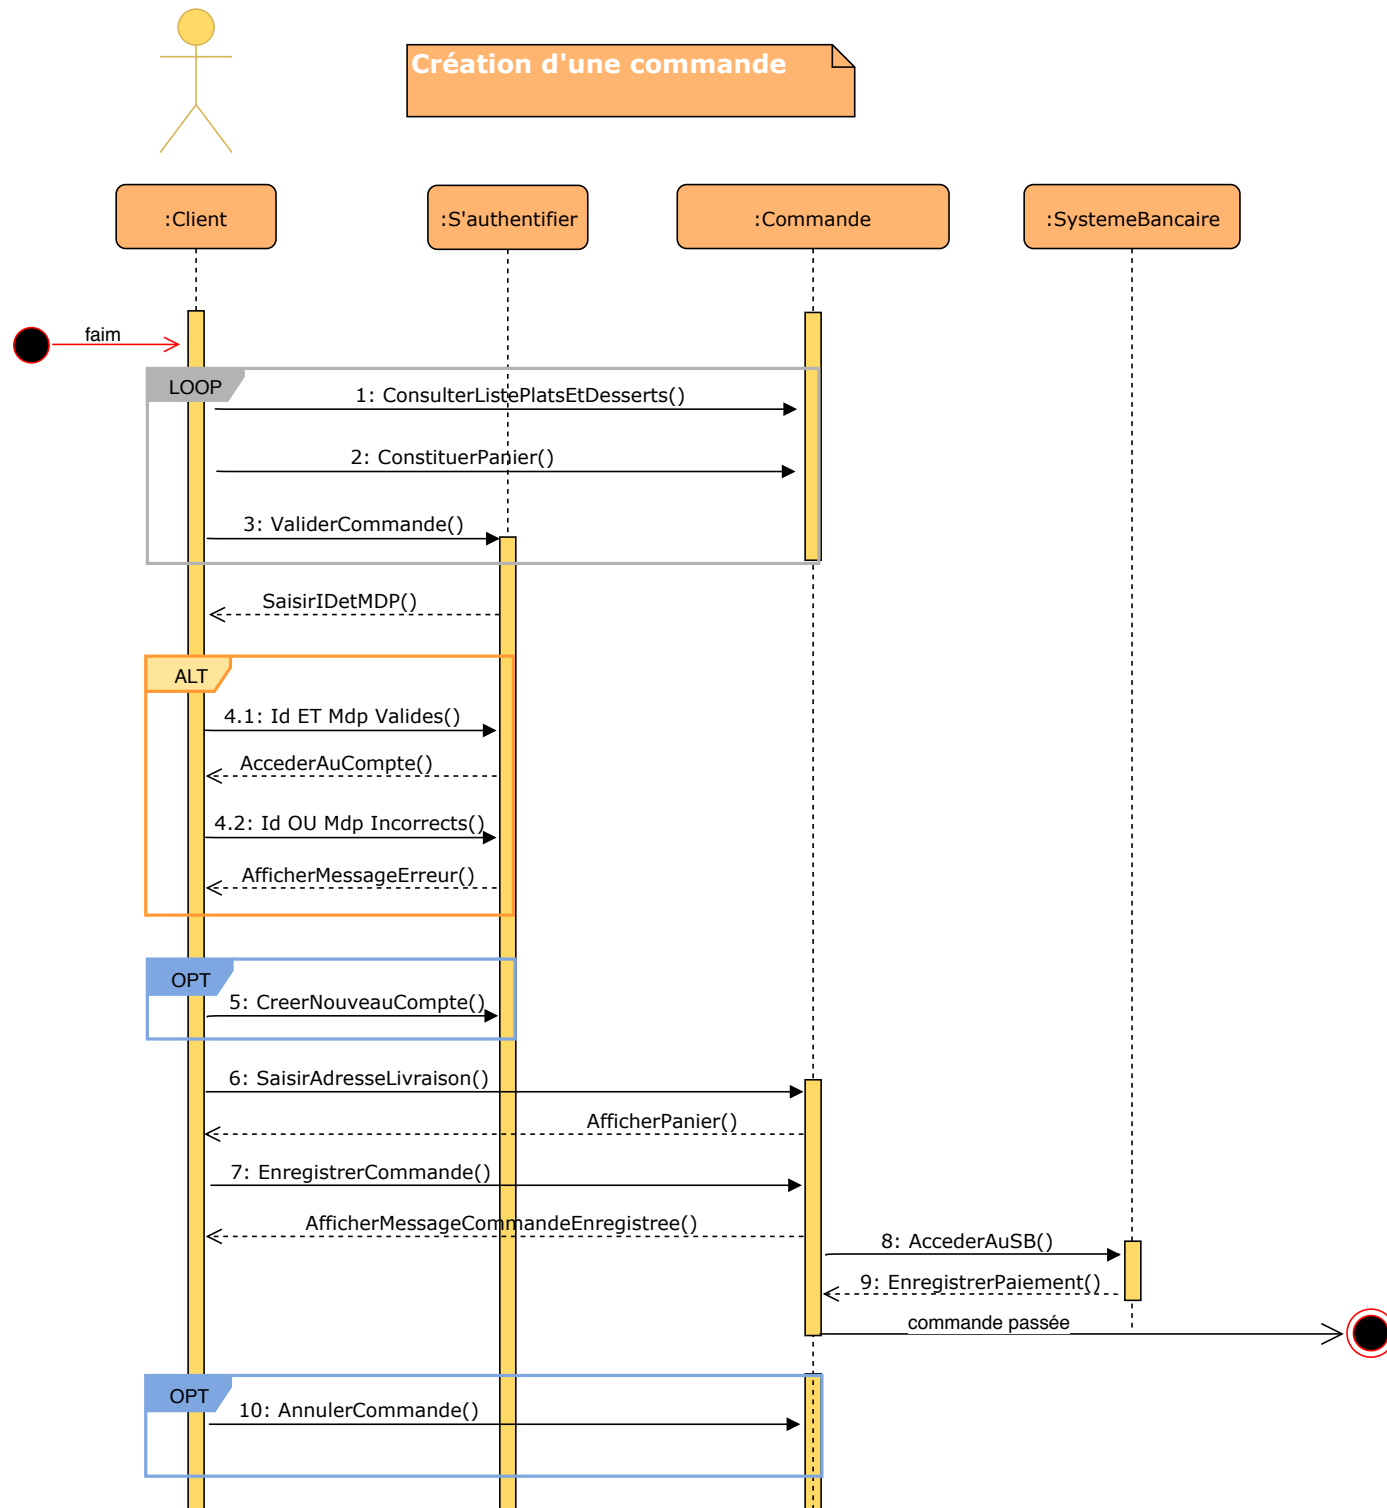 Création d'une commande
:Client
:S'authentifier
:Commande
:SystemeBancaire
faim
LOOP
1: ConsulterListePlatsEtDesserts()
2: ConstituerPanier()
3: ValiderCommande()
SaisirIDetMDP()
ALT
4.1: Id ET Mdp Valides()
AccederAuCompte()
4.2: Id OU Mdp Incorrects()
AfficherMessageErreur()
OPT
5: CreerNouveauCompte()
6: SaisirAdresseLivraison()
AfficherPanier()
7: EnregistrerCommande()
AfficherMessageCommandeEnregistree()
8: AccederAuSB()
9: EnregistrerPaiement()
commande passée
OPT
10: AnnulerCommande()